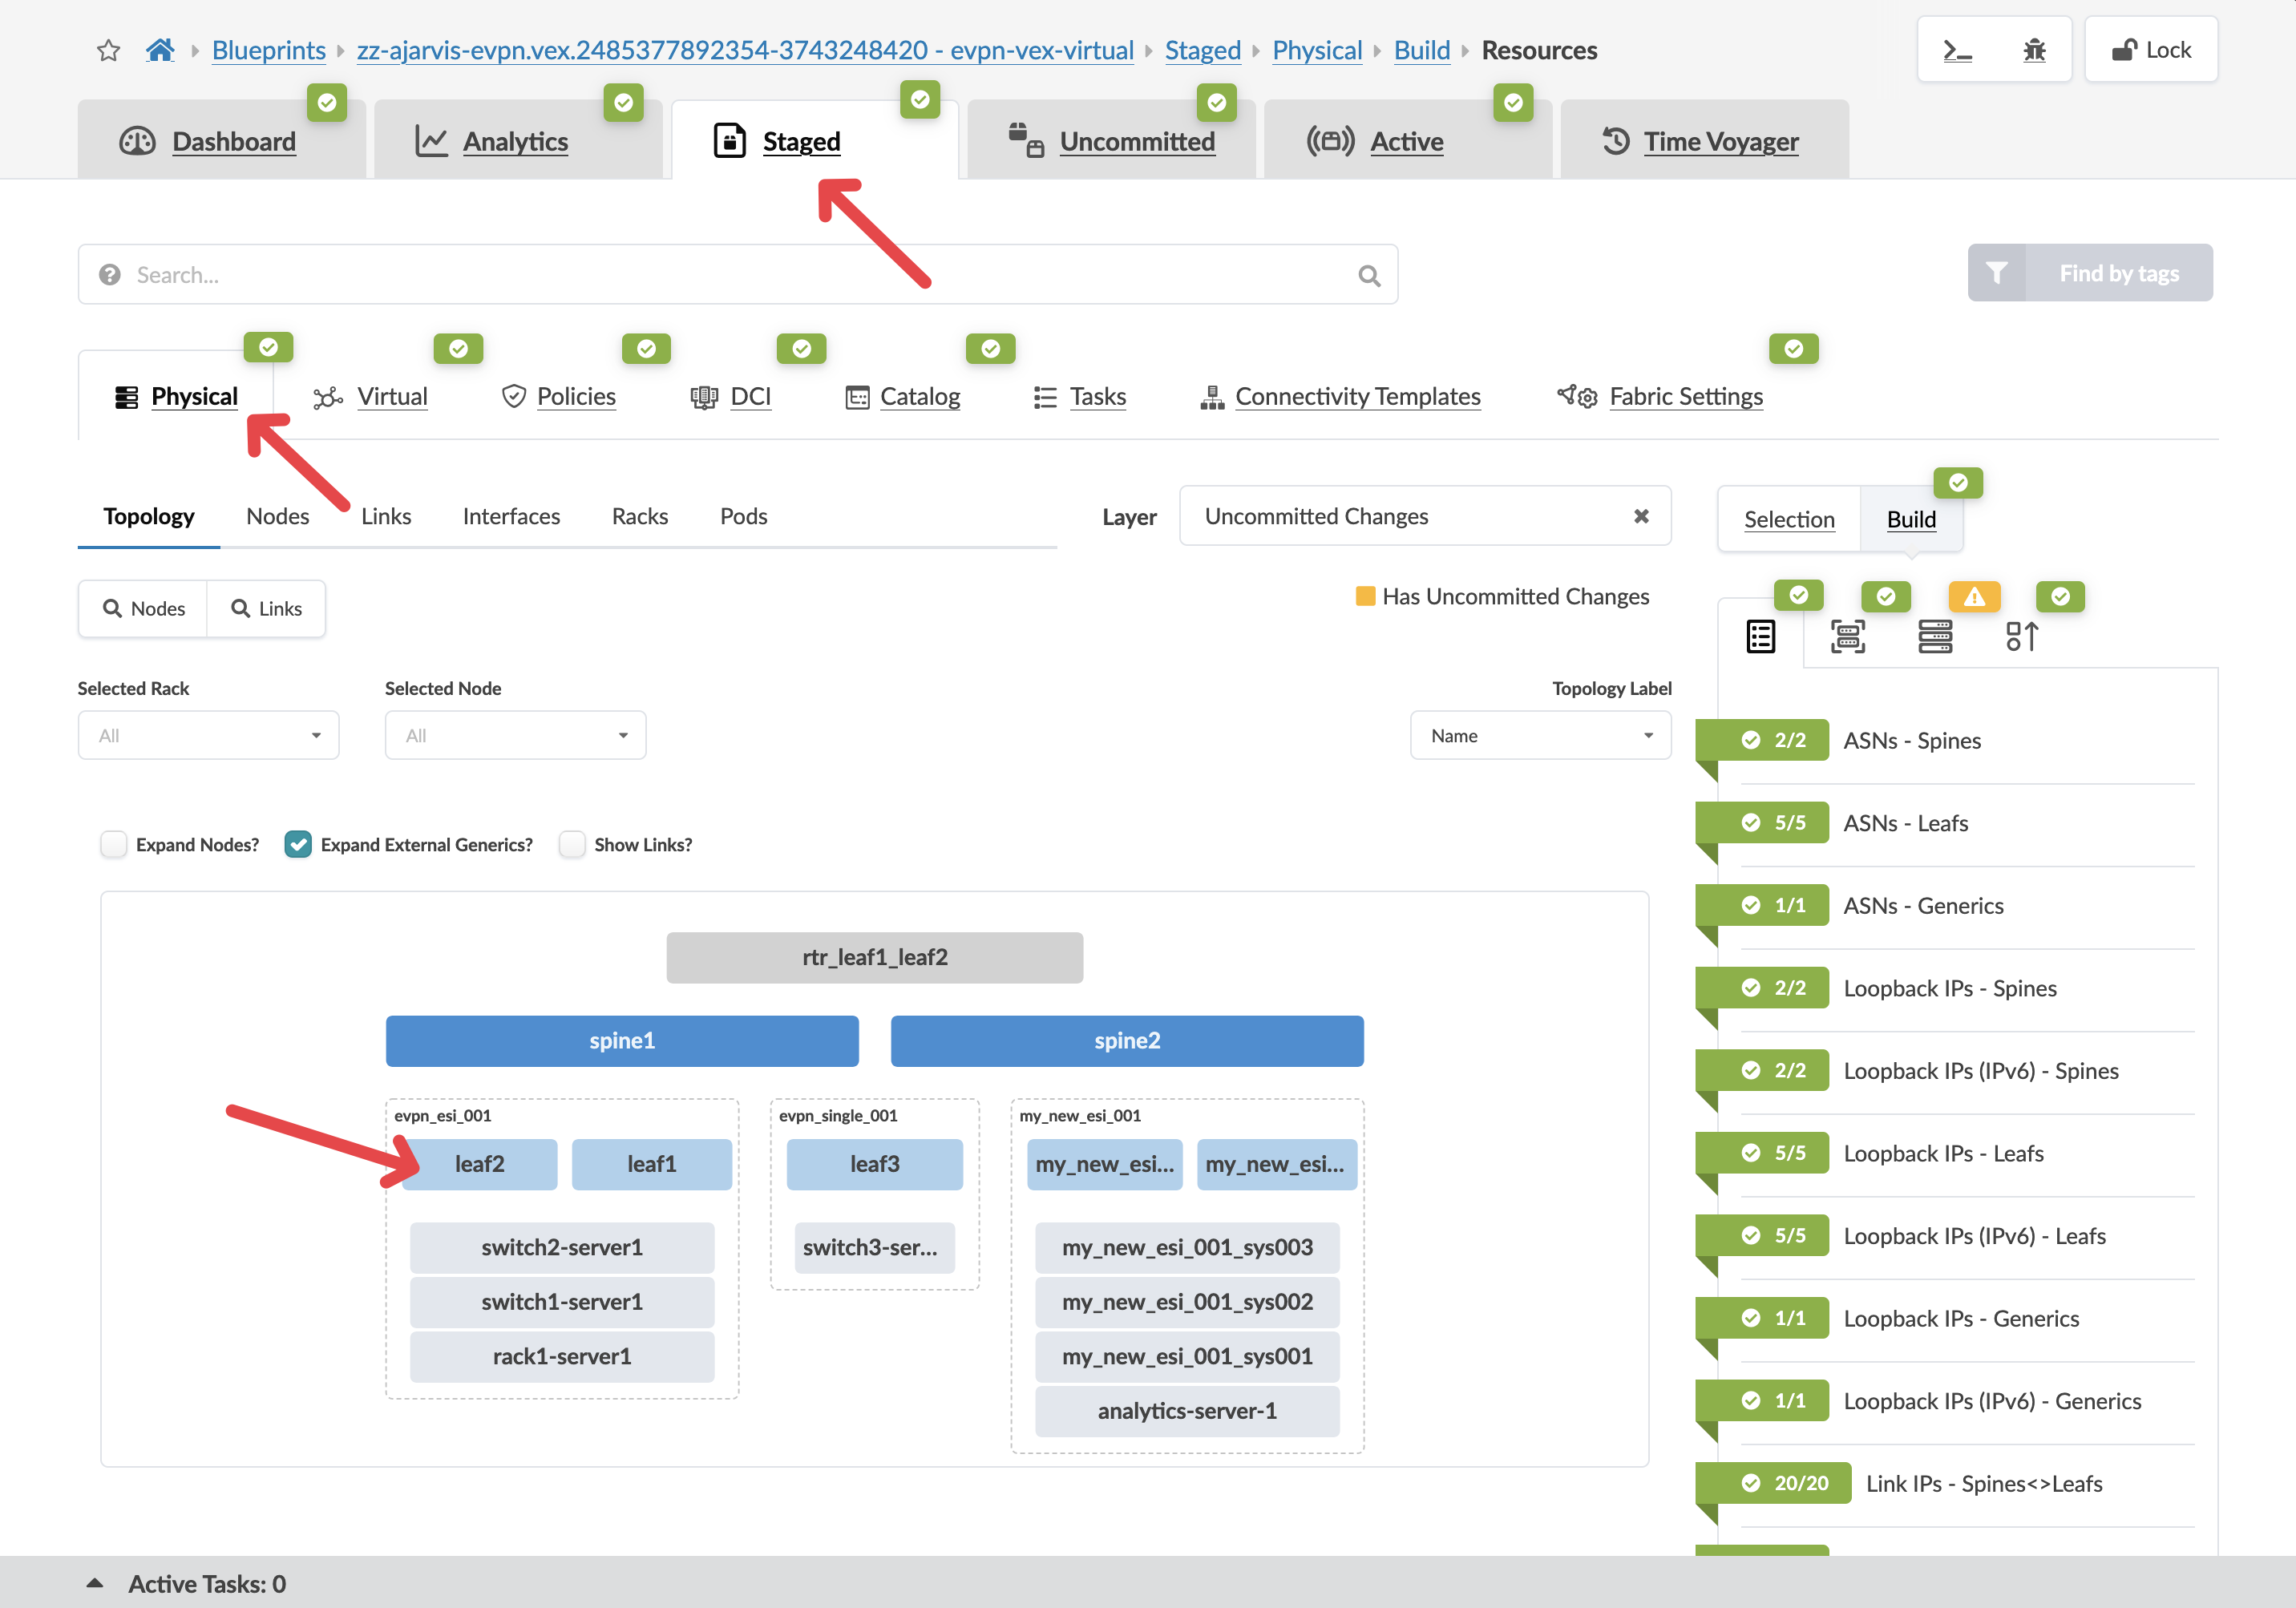 Blueprints zz-ajarvis-evpn.vex.2485377892354-3743248420 - evpn-vex-virtual Staged Physical Build Resources
Lock
Dashboard Analytics Staged Uncommitted Active Time Voyager
Search...
Find by tags
Physical Virtual Policies DCI Catalog Tasks Connectivity Templates Fabric Settings
Topology Nodes Links Interfaces Racks Pods
Layer Uncommitted Changes
Selection Build
Nodes Links
Has Uncommitted Changes
Selected Rack Selected Node Topology Label
All All Name
Expand Nodes? Expand External Generics? Show Links?
rtr_leaf1_leaf2
spine1 spine2
evpn_esi_001
leaf2 leaf1
switch2-server1
switch1-server1
rack1-server1
evpn_single_001
leaf3
switch3-ser...
my_new_esi_001
my_new_esi... my_new_esi...
my_new_esi_001_sys003
my_new_esi_001_sys002
my_new_esi_001_sys001
analytics-server-1
2/2 ASNs - Spines
5/5 ASNs - Leafs
1/1 ASNs - Generics
2/2 Loopback IPs - Spines
2/2 Loopback IPs (IPv6) - Spines
5/5 Loopback IPs - Leafs
5/5 Loopback IPs (IPv6) - Leafs
1/1 Loopback IPs - Generics
1/1 Loopback IPs (IPv6) - Generics
20/20 Link IPs - Spines<>Leafs
Active Tasks: 0